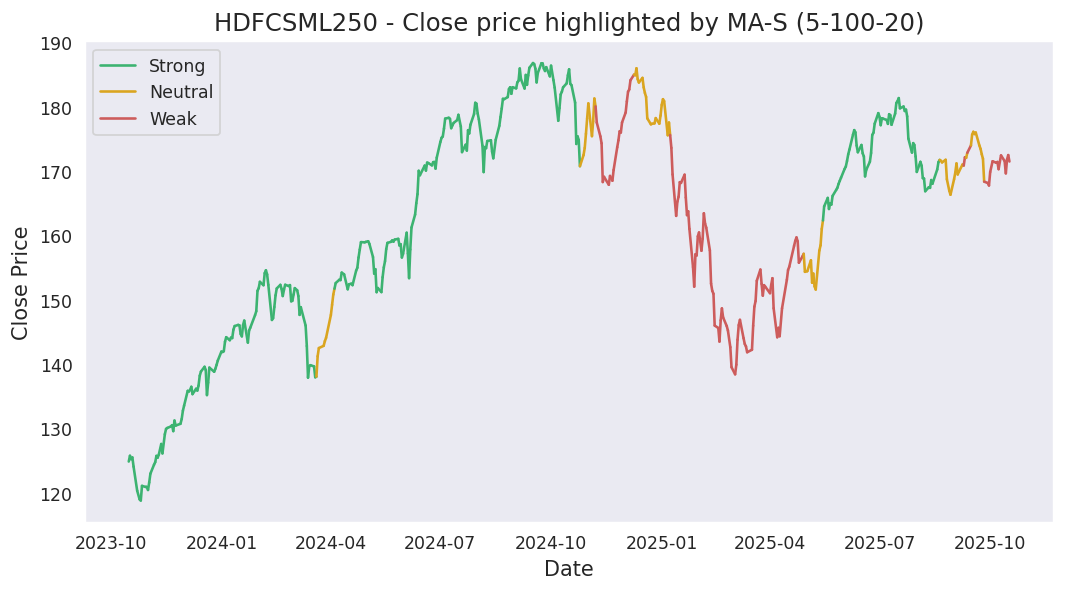 HDFCSML250 - Close price highlighted by MA-S (5-100-20)
Strong
Neutral
Weak
Close Price
190
180
170
160
150
140
130
120
2023-10 2024-01 2024-04 2024-07 2024-10 2025-01 2025-04 2025-07 2025-10
Date